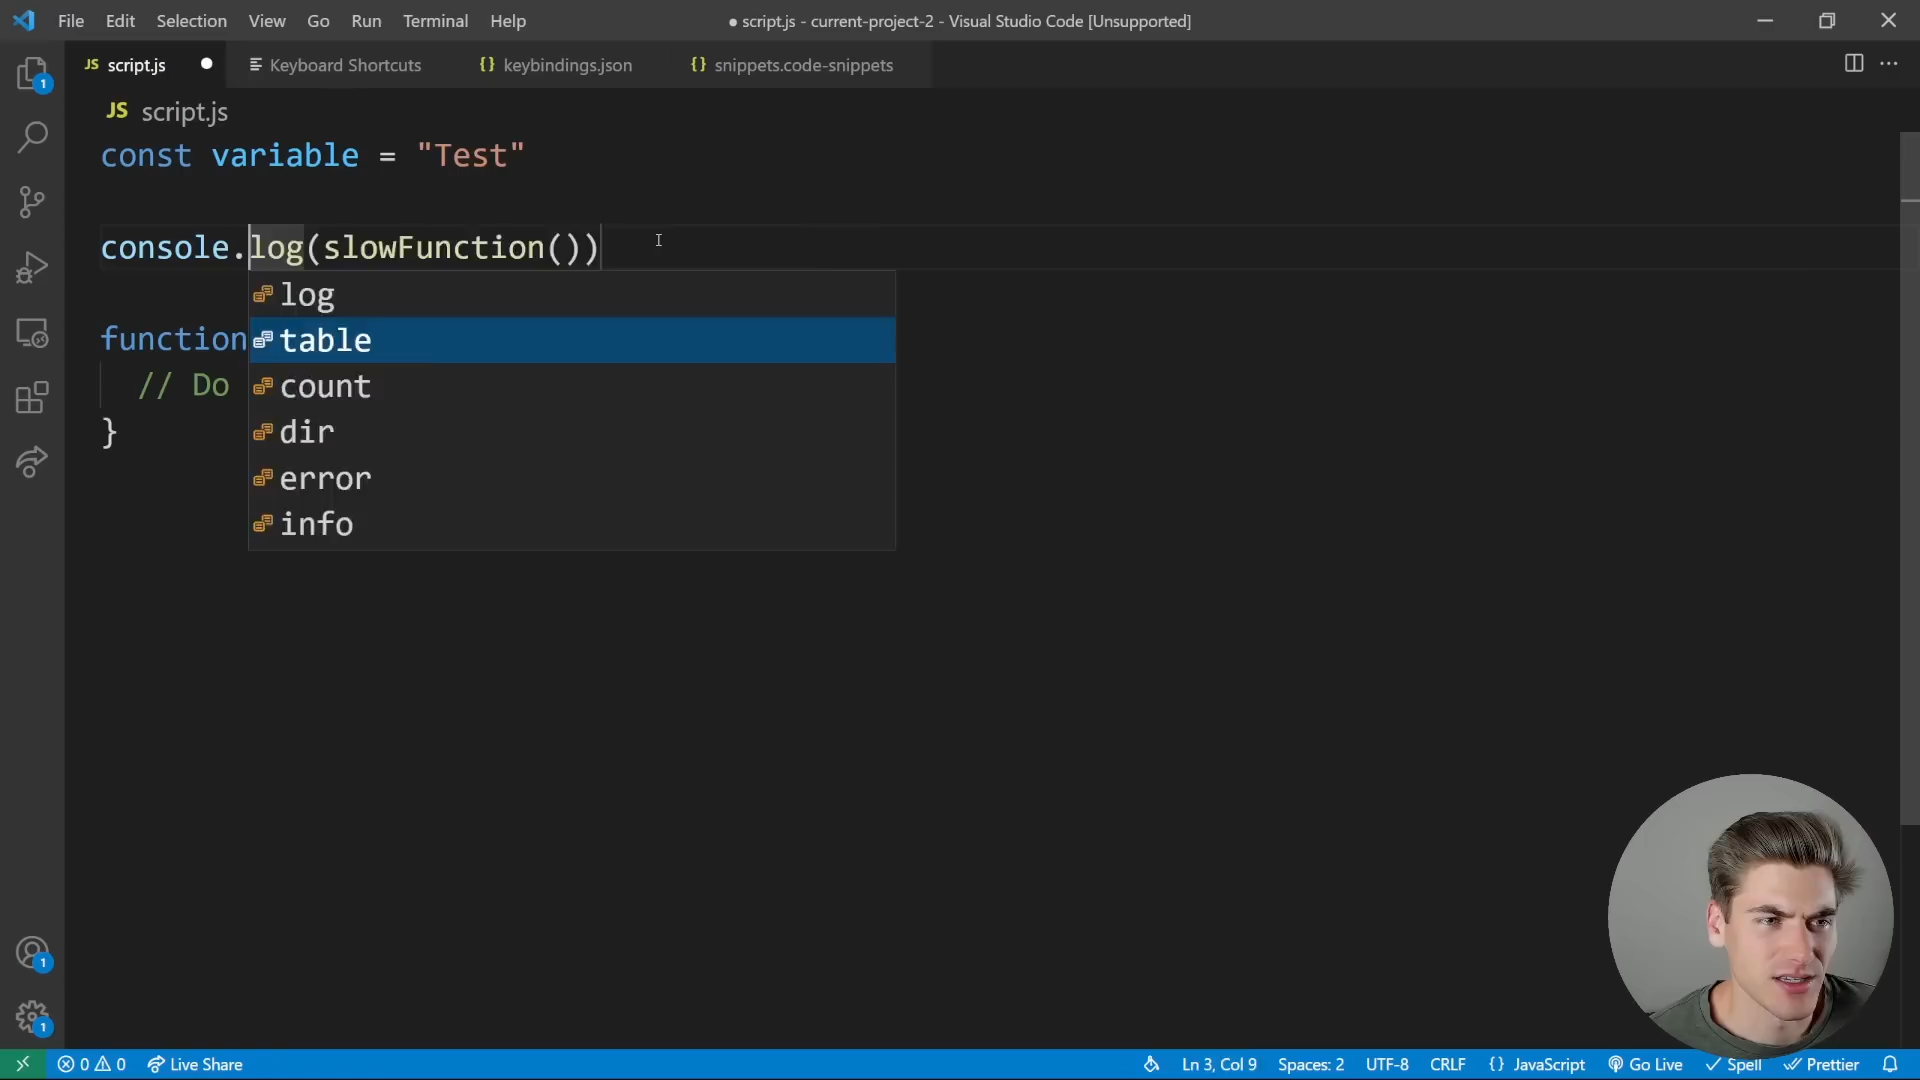 File Edit Selection View Go Run Terminal Help
● script.js - current-project-2 - Visual Studio Code [Unsupported]
JS script.js
Keyboard Shortcuts
{} keybindings.json
{} snippets.code-snippets
JS script.js
const variable = "Test"
console.log(slowFunction())
log
function
table
// Do
count
}
dir
error
info
1
1
1
0 0 Live Share
Ln 3, Col 9 Spaces: 2 UTF-8 CRLF {} JavaScript Go Live Spell Prettier